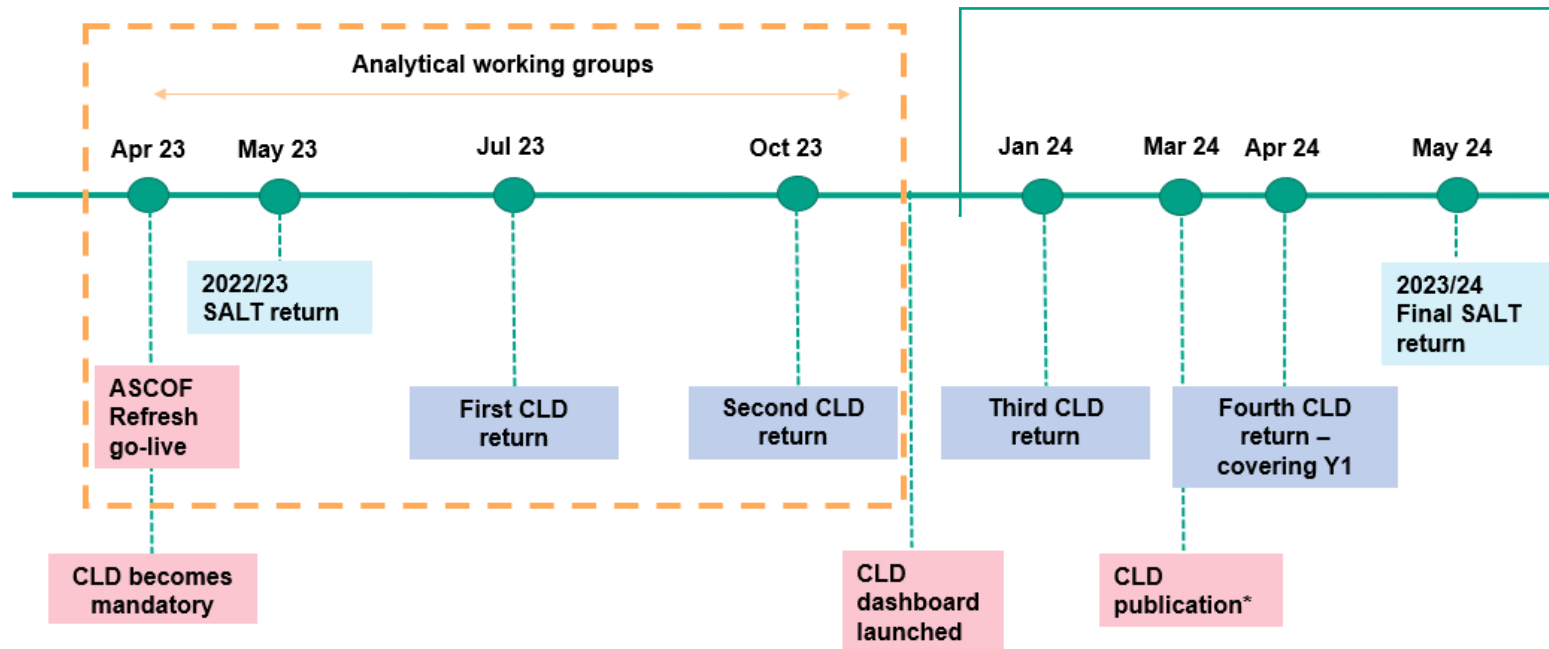 Analytical working groups
Apr 23
May 23
Jul 23
Oct 23
Jan 24
Mar 24
Apr 24
May 24
2022/23
SALT return
2023/24
Final SALT
return
ASCOF
Refresh
go-live
First CLD
return
Second CLD
return
Third CLD
return
Fourth CLD
return –
covering Y1
CLD becomes
mandatory
CLD
dashboard
launched
CLD
publication*